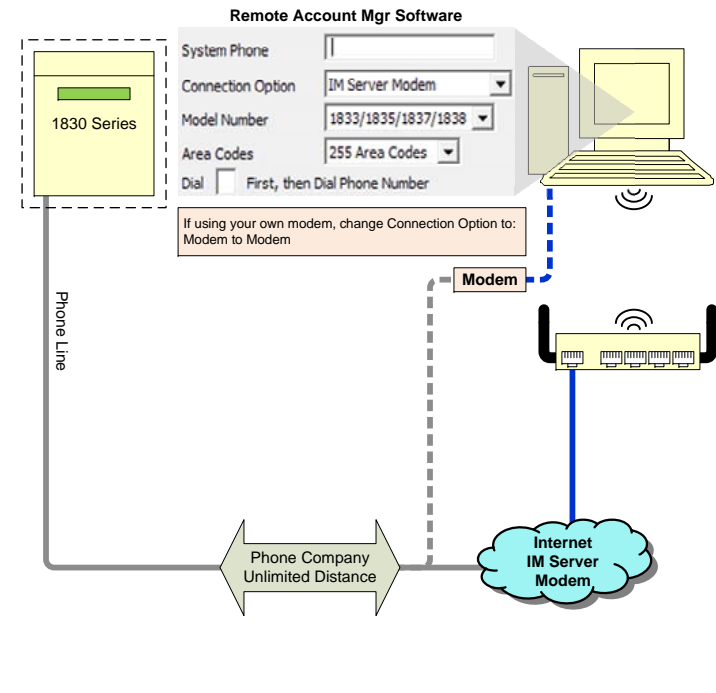 Remote Account Mgr Software
System Phone
Connection Option IM Server Modem
Model Number 1833/1835/1837/1838
Area Codes 255 Area Codes
Dial First, then Dial Phone Number
1830 Series
If using your own modem, change Connection Option to:
Modem to Modem
Modem
Phone Line
Phone Company
Unlimited Distance
Internet
IM Server
Modem